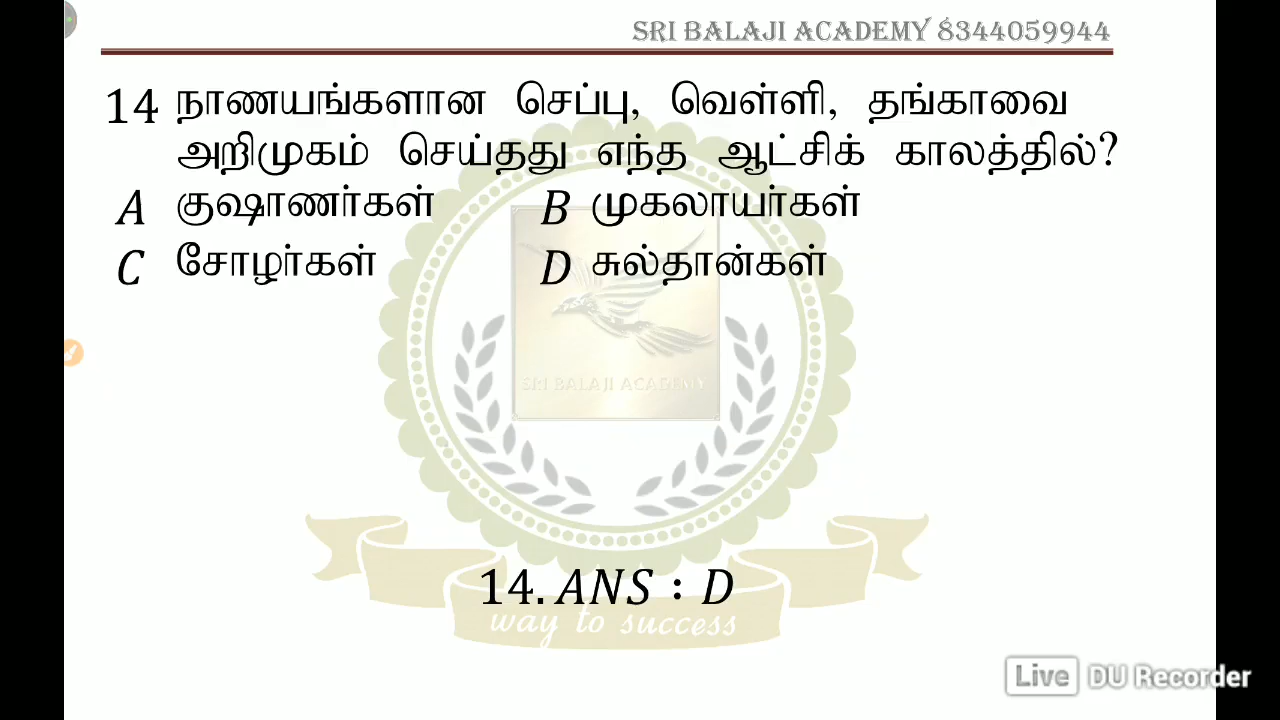 SRI BALAJI ACADEMY 8344059944
14 நாணயங்களான செப்பு, வெள்ளி, தங்காவை
அறிமுகம் செய்தது எந்த ஆட்சிக் காலத்தில்?
A குஷாணர்கள் B முகலாயர்கள்
C சோழர்கள் D சுல்தான்கள்
SRI BALAJI ACADEMY
14. ANS : D
way to success
Live DU Recorder